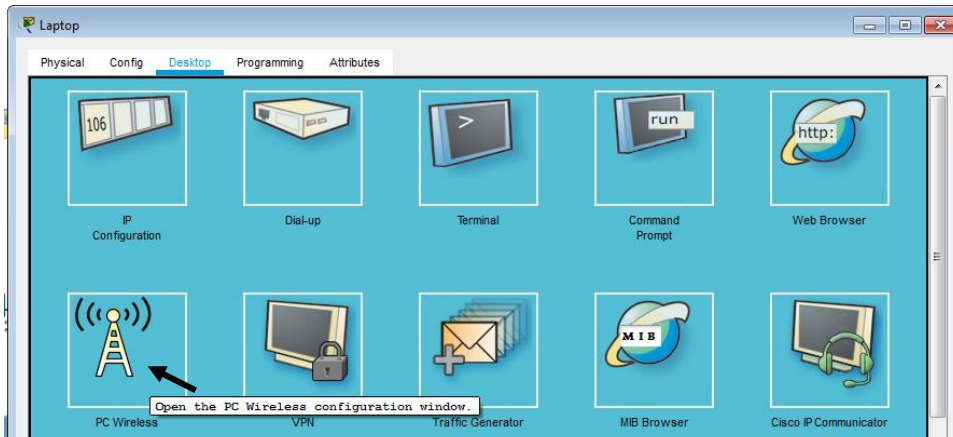 Laptop
Physical Config Desktop Programming Attributes
106
>
run
http:
IP
Configuration
Dial-up
Terminal
Command
Prompt
Web Browser
MIB
Open the PC Wireless configuration window.
PC Wireless
VPN
Traffic Generator
MIB Browser
Cisco IP Communicator